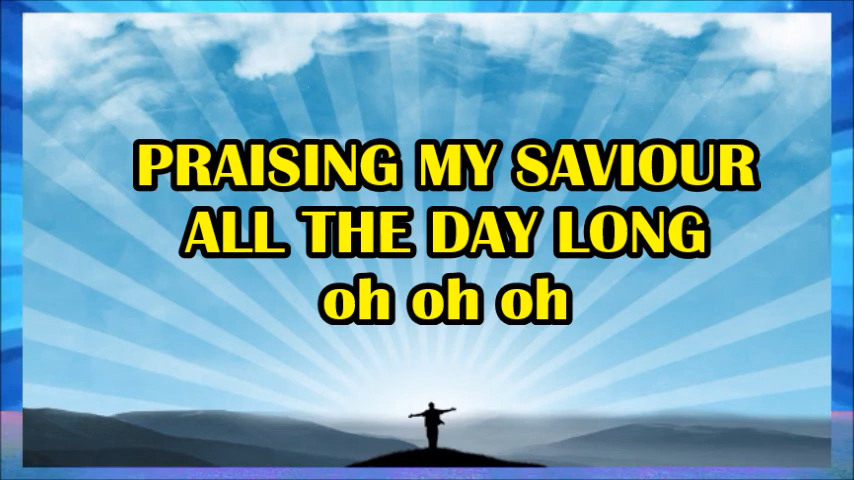 PRAISING MY SAVIOUR
ALL THE DAY LONG
oh oh oh